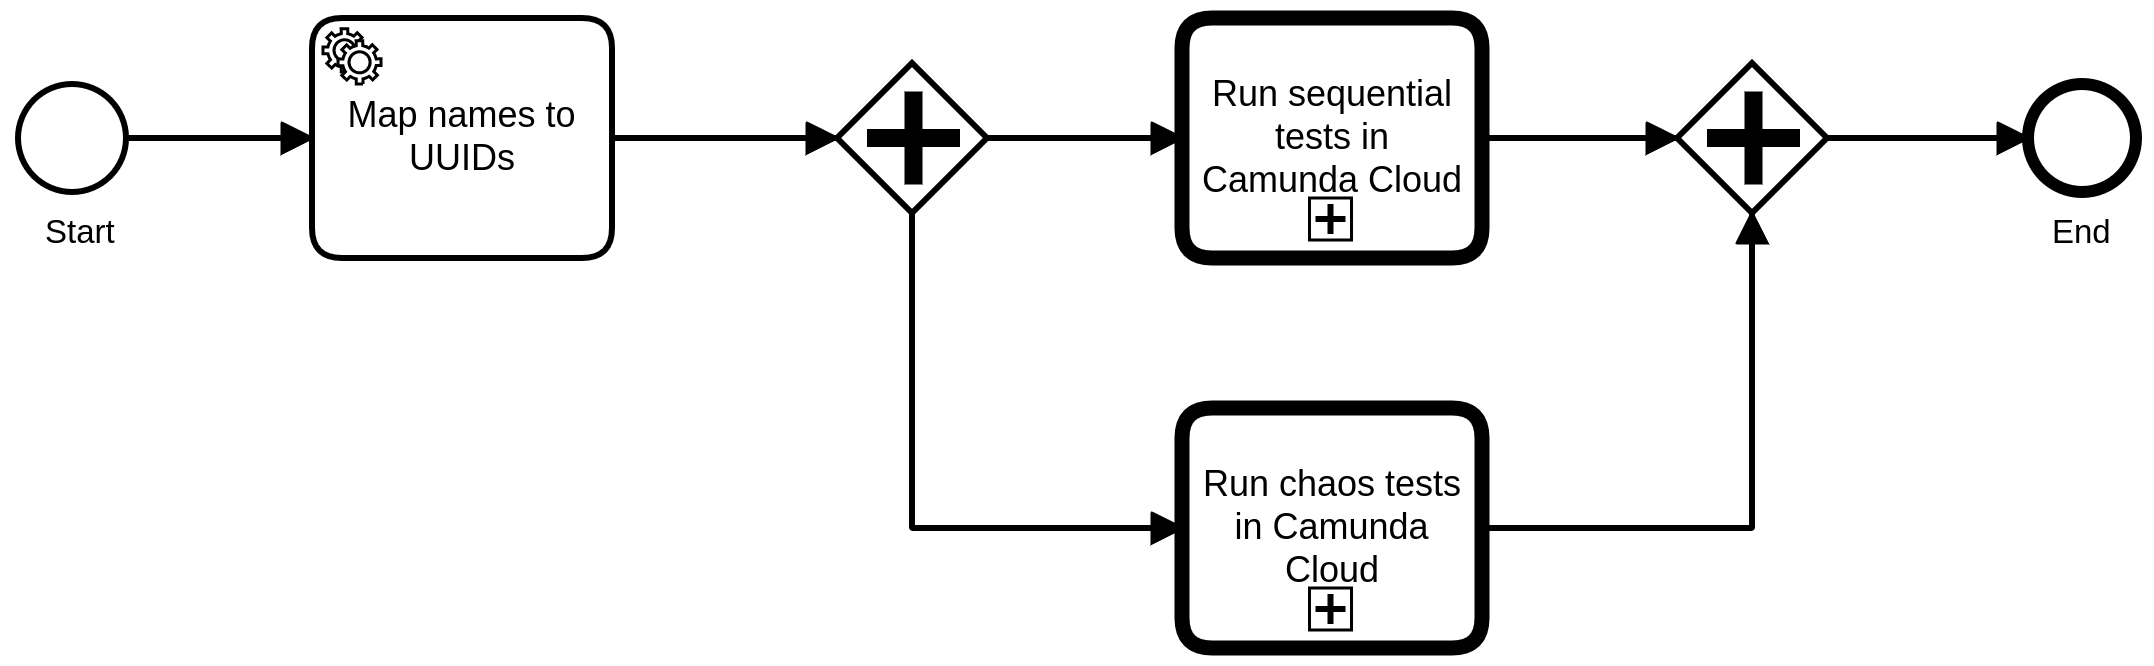 Start
Map names to
UUIDs
Run sequential
tests in
Camunda Cloud
Run chaos tests
in Camunda
Cloud
End